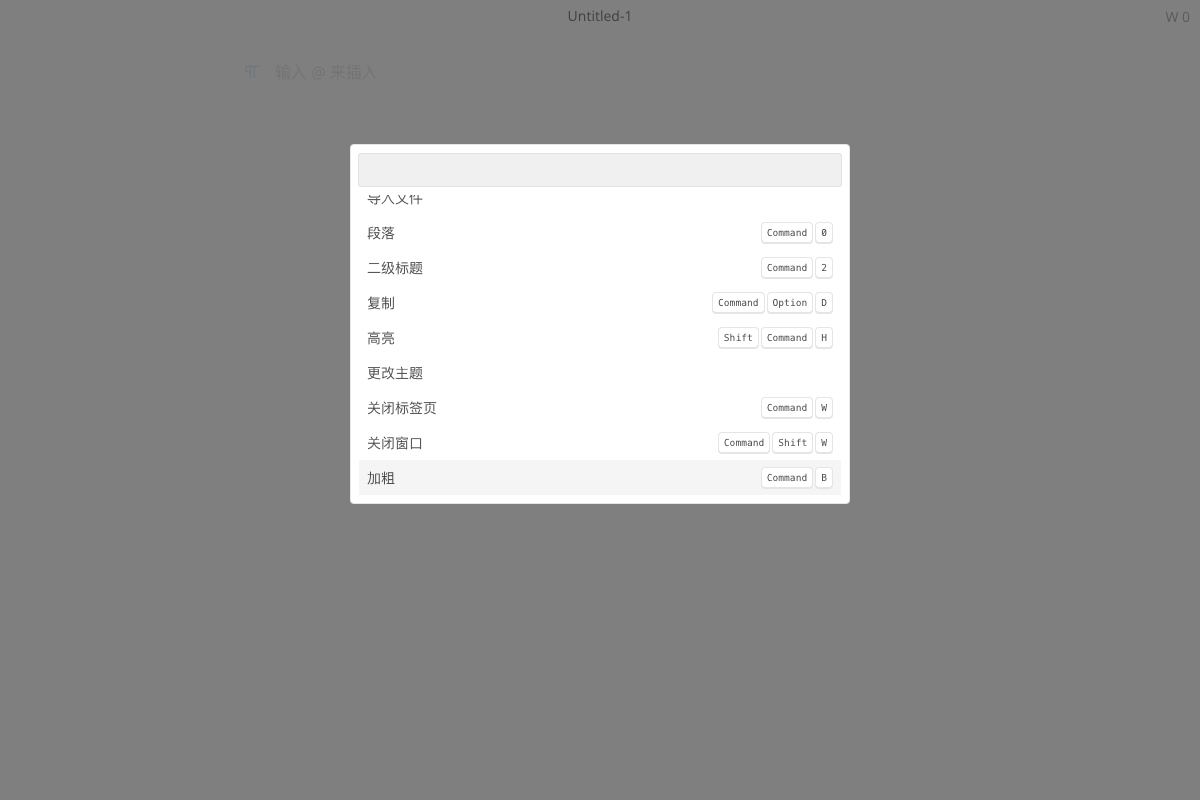 Untitled-1
W 0
输入 @ 来插入
导入文件
段落 Command 0
二级标题 Command 2
复制 Command Option D
高亮 Shift Command H
更改主题
关闭标签页 Command W
关闭窗口 Command Shift W
加粗 Command B